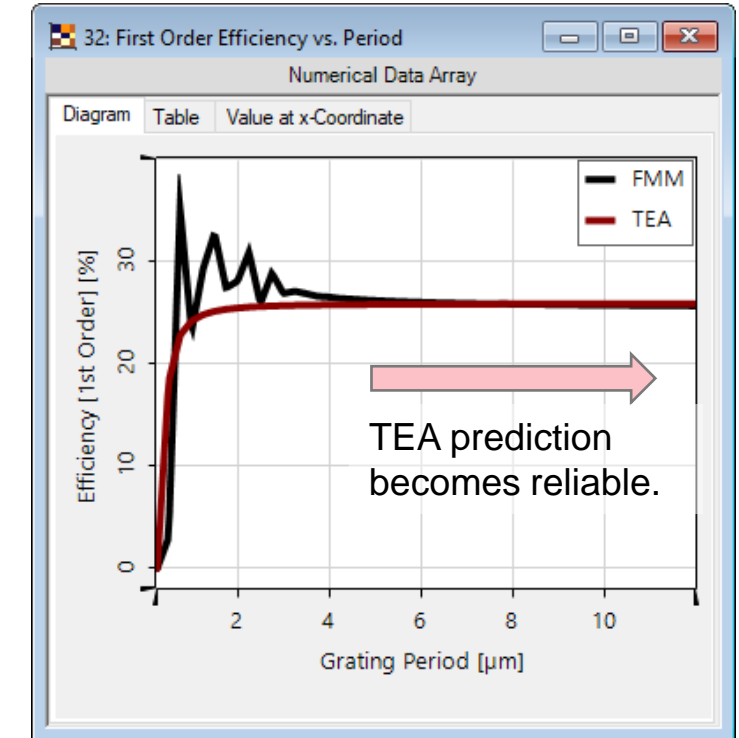 32: First Order Efficiency vs. Period
Numerical Data Array
Diagram Table Value at x-Coordinate
FMM
TEA
Efficiency [1st Order] [%]
30
20
10
0
TEA prediction
becomes reliable.
2 4 6 8 10
Grating Period [µm]